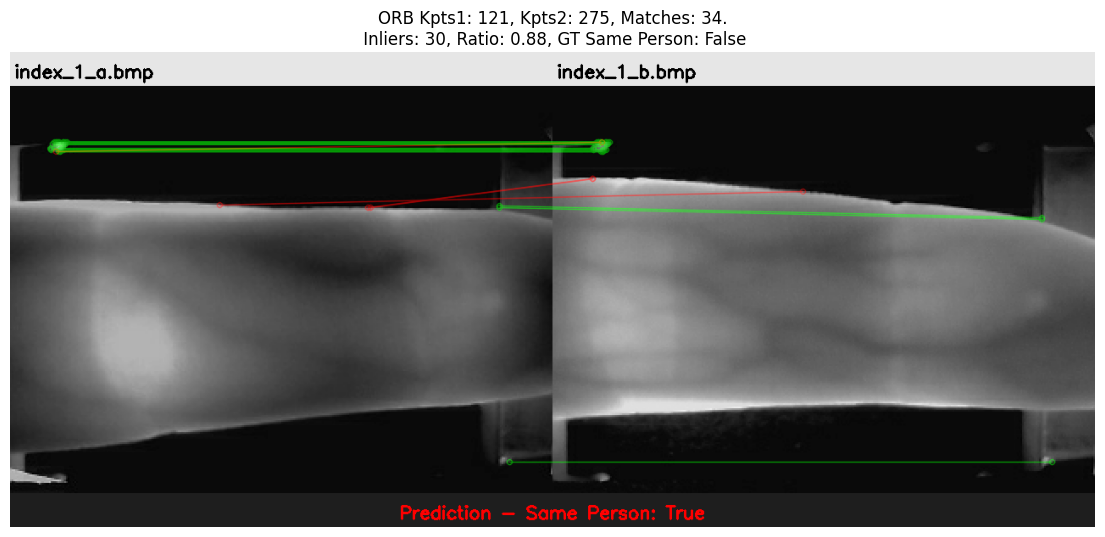 ORB Kpts1: 121, Kpts2: 275, Matches: 34.
Inliers: 30, Ratio: 0.88, GT Same Person: False
index_1_a.bmp
index_1_b.bmp
Prediction - Same Person: True